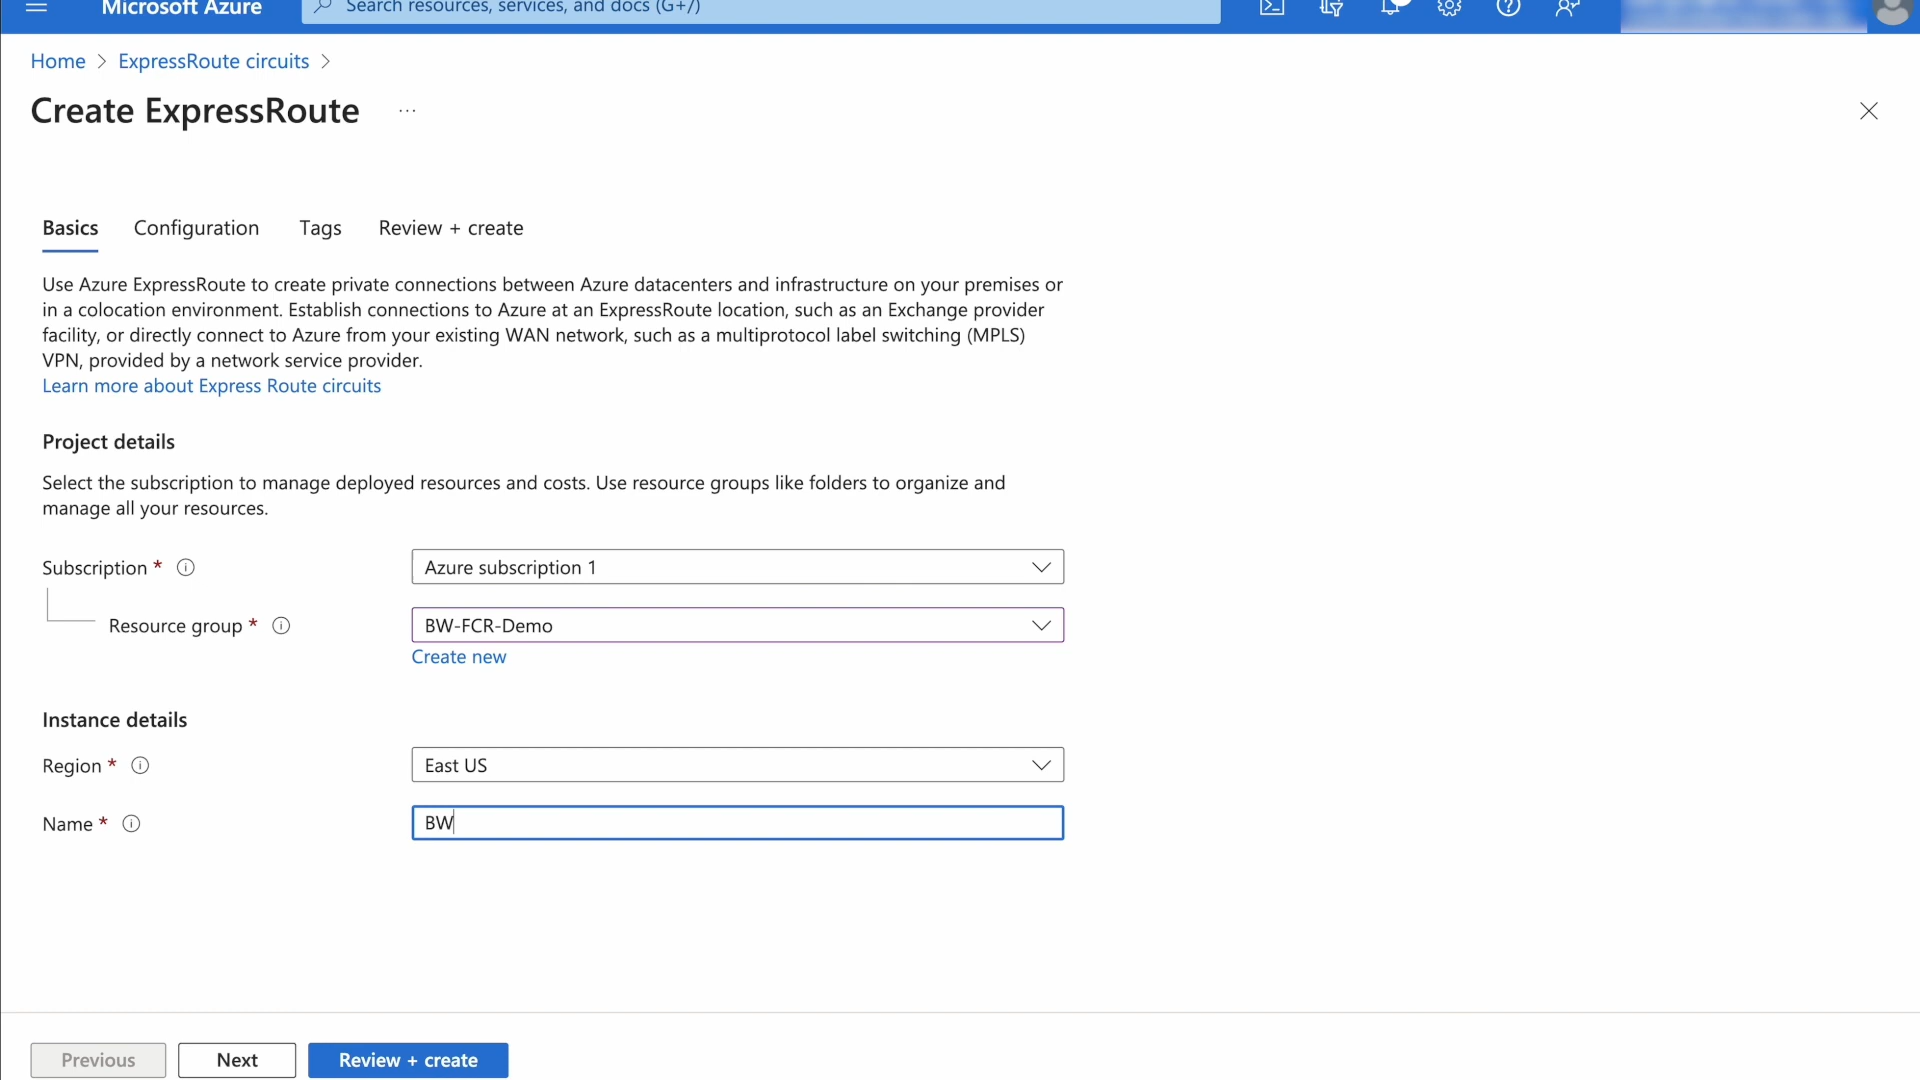 Microsoft Azure
Search resources, services, and docs (G+/)
Home > ExpressRoute circuits >
Create ExpressRoute ...
Basics Configuration Tags Review + create
Use Azure ExpressRoute to create private connections between Azure datacenters and infrastructure on your premises or
in a colocation environment. Establish connections to Azure at an ExpressRoute location, such as an Exchange provider
facility, or directly connect to Azure from your existing WAN network, such as a multiprotocol label switching (MPLS)
VPN, provided by a network service provider.
Learn more about Express Route circuits
Project details
Select the subscription to manage deployed resources and costs. Use resource groups like folders to organize and
manage all your resources.
Subscription * Azure subscription 1
Resource group * BW-FCR-Demo
Create new
Instance details
Region * East US
Name * BW
Previous Next Review + create